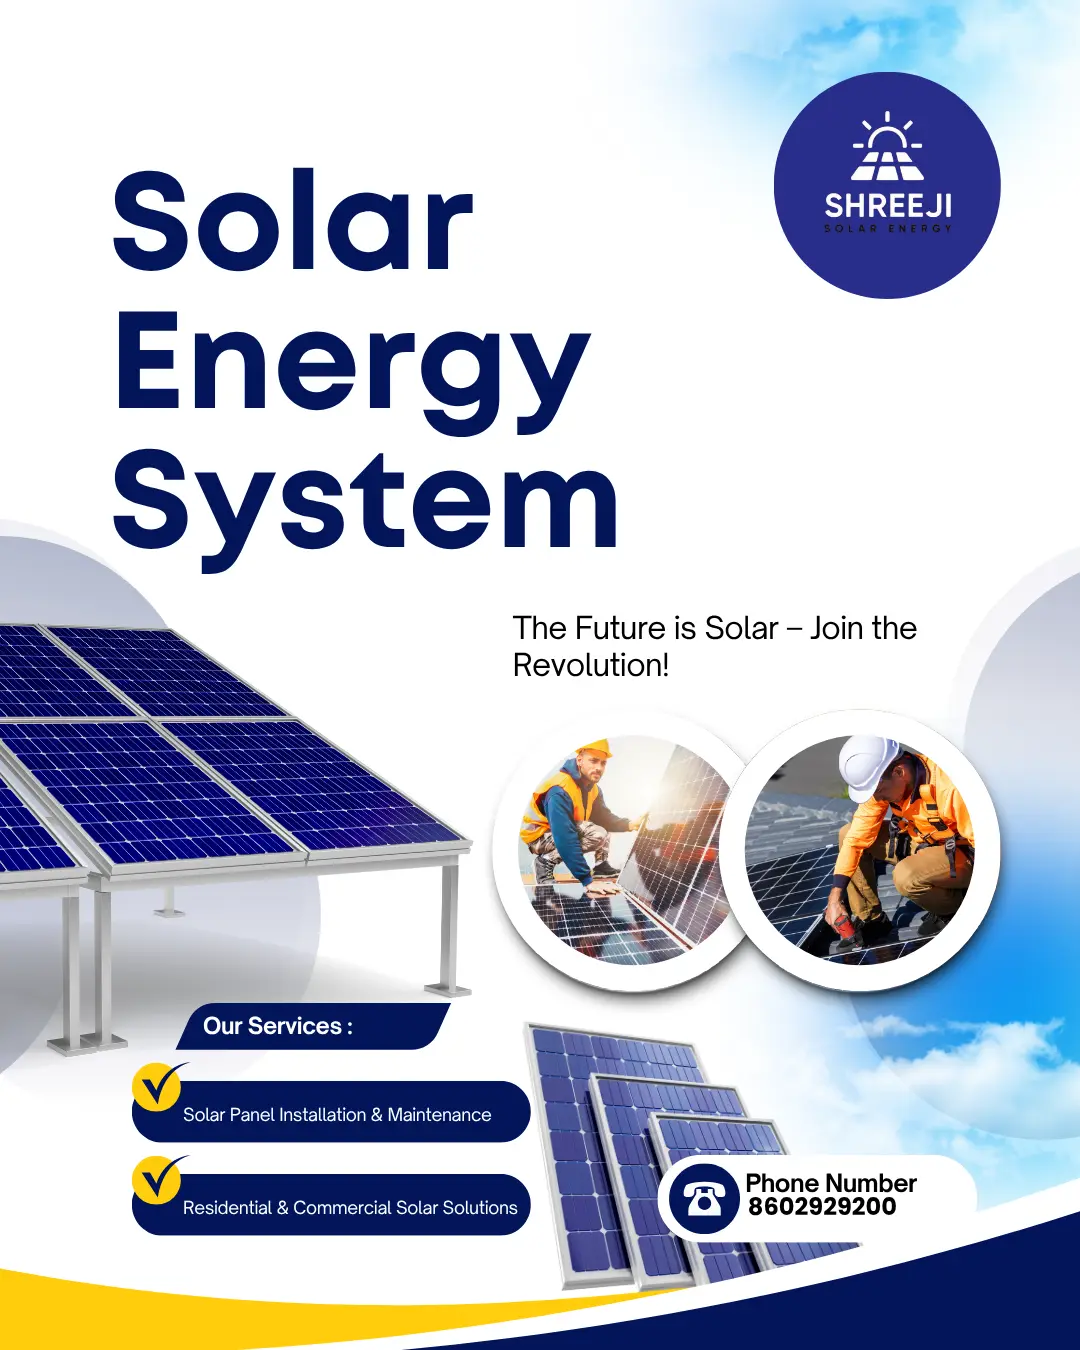 SHREEJI
SOLAR ENERGY
Solar
Energy
System
The Future is Solar – Join the
Revolution!
Our Services :
Solar Panel Installation & Maintenance
Residential & Commercial Solar Solutions
Phone Number
8602929200